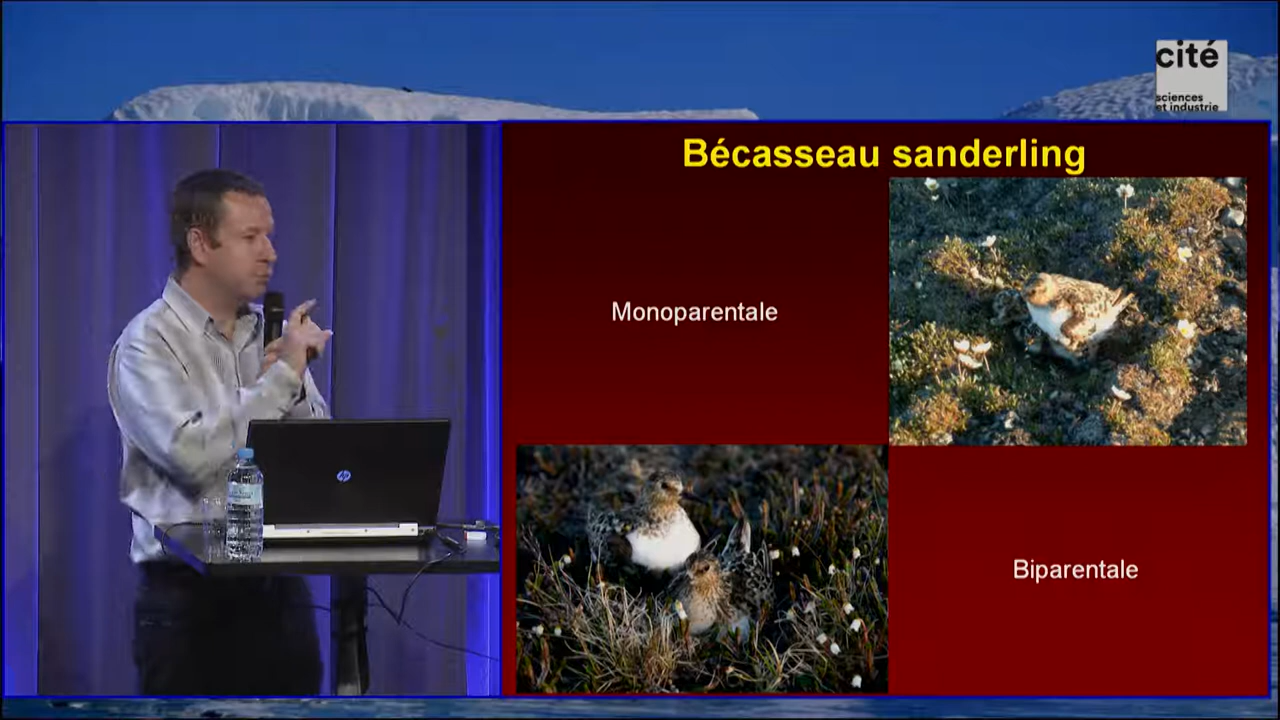 cité
sciences
et industrie
Bécasseau sanderling
Monoparentale
Biparentale
hp